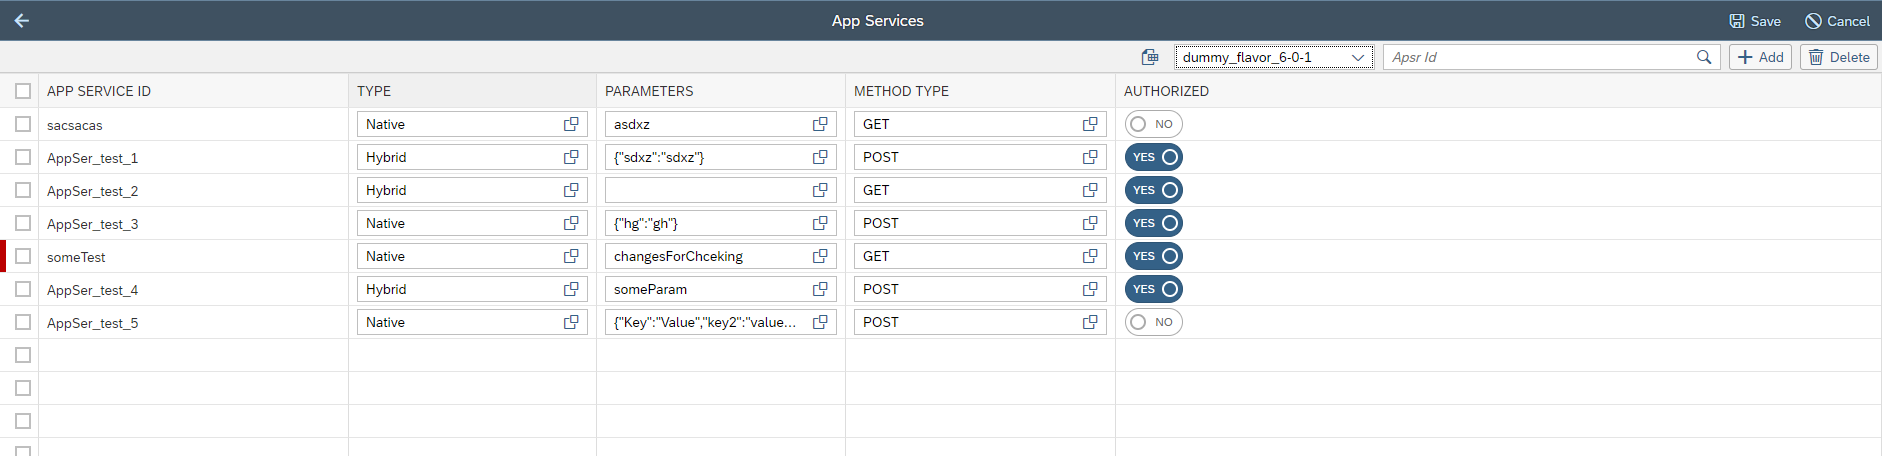 App Services Save Cancel
dummy_flavor_6-0-1 Apsr Id Add Delete
APP SERVICE ID TYPE PARAMETERS METHOD TYPE AUTHORIZED
sacsacas Native asdxz GET NO
AppSer_test_1 Hybrid {"sdxz":"sdxz"} POST YES
AppSer_test_2 Hybrid GET YES
AppSer_test_3 Native {"hg":"gh"} POST YES
someTest Native changesForChceking GET YES
AppSer_test_4 Hybrid someParam POST YES
AppSer_test_5 Native {"Key":"Value","key2":"value... POST NO